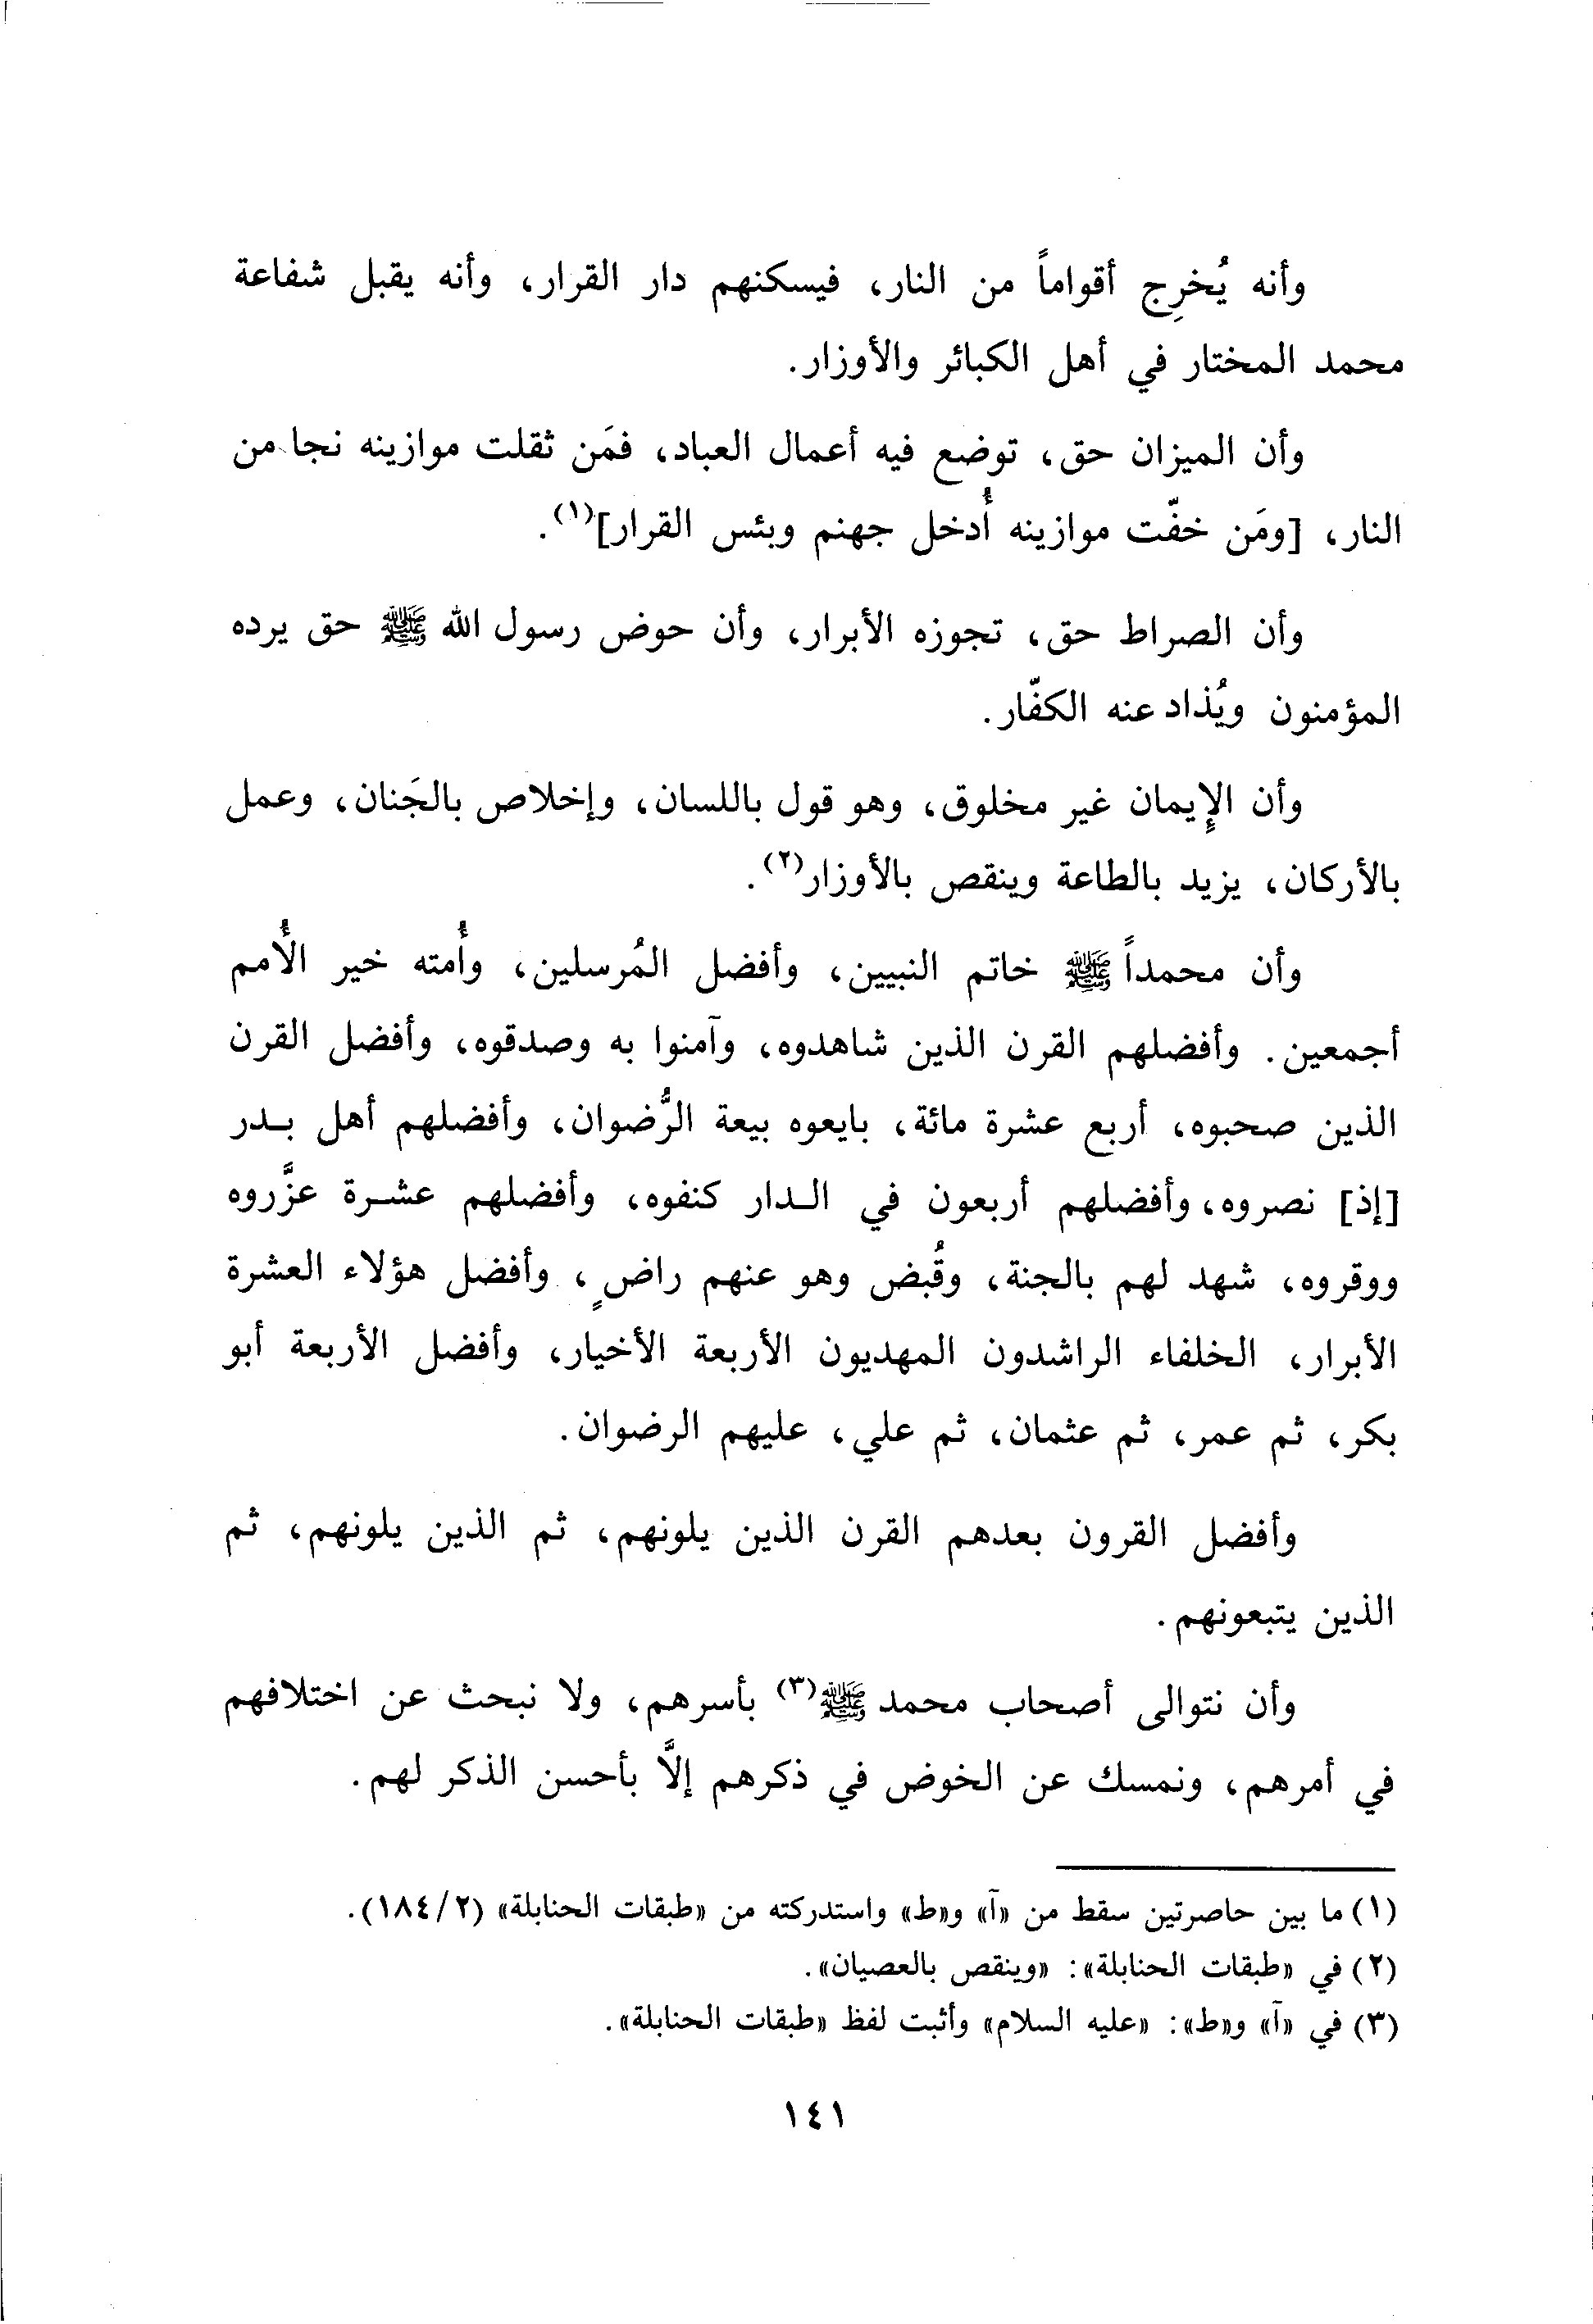 وأنه يُخرِج أقواماً من النار، فيسكنهم دار القرار، وأنه يقبل شفاعة
محمد المختار في أهل الكبائر والأوزار.
وأن الميزان حق، توضع فيه أعمال العباد، فمَن ثقلت موازينه نجا من
النار، [ومَن خفّت موازينه أُدخل جهنم وبئس القرار](١).
وأن الصراط حق، تجوزه الأبرار، وأن حوض رسول الله ﷺ حق يرده
المؤمنون ويُذاد عنه الكفّار.
وأن الإِيمان غير مخلوق، وهو قول باللسان، وإخلاص بالجَنان، وعمل
بالأركان، يزيد بالطاعة وينقص بالأوزار(٢).
وأن محمداً ﷺ خاتم النبيين، وأفضل المُرسلين، وأُمته خير الأُمم
أجمعين. وأفضلهم القرن الذين شاهدوه، وآمنوا به وصدقوه، وأفضل القرن
الذين صحبوه، أربع عشرة مائة، بايعوه بيعة الرُّضوان، وأفضلهم أهل بـدر
[إذ] نصروه، وأفضلهم أربعون في الـدار كنفوه، وأفضلهم عشـرة عزَّروه
ووقروه، شهد لهم بالجنة، وقُبض وهو عنهم راضٍ، وأفضل هؤلاء العشرة
الأبرار، الخلفاء الراشدون المهديون الأربعة الأخيار، وأفضل الأربعة أبو
بكر، ثم عمر، ثم عثمان، ثم علي، عليهم الرضوان.
وأفضل القرون بعدهم القرن الذين يلونهم، ثم الذين يلونهم، ثم
الذين يتبعونهم.
وأن نتوالى أصحاب محمد ﷺ(٣) بأسرهم، ولا نبحث عن اختلافهم
في أمرهم، ونمسك عن الخوض في ذكرهم إلَّا بأحسن الذكر لهم.
(١) ما بين حاصرتين سقط من «آ» و«ط» واستدركته من «طبقات الحنابلة» (١٨٤/٢).
(٢) في «طبقات الحنابلة»: «وينقص بالعصيان».
(٣) في «آ» و«ط»: «عليه السلام» وأثبت لفظ «طبقات الحنابلة».
١٤١